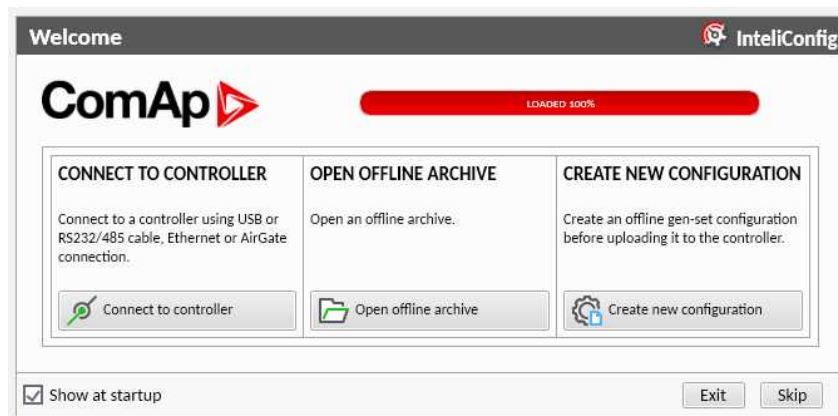 Welcome
InteliConfig
ComAp
LOADED 100%
CONNECT TO CONTROLLER
Connect to a controller using USB or
RS232/485 cable, Ethernet or AirGate
connection.
Connect to controller
OPEN OFFLINE ARCHIVE
Open an offline archive.
Open offline archive
CREATE NEW CONFIGURATION
Create an offline gen-set configuration
before uploading it to the controller.
Create new configuration
Show at startup
Exit
Skip